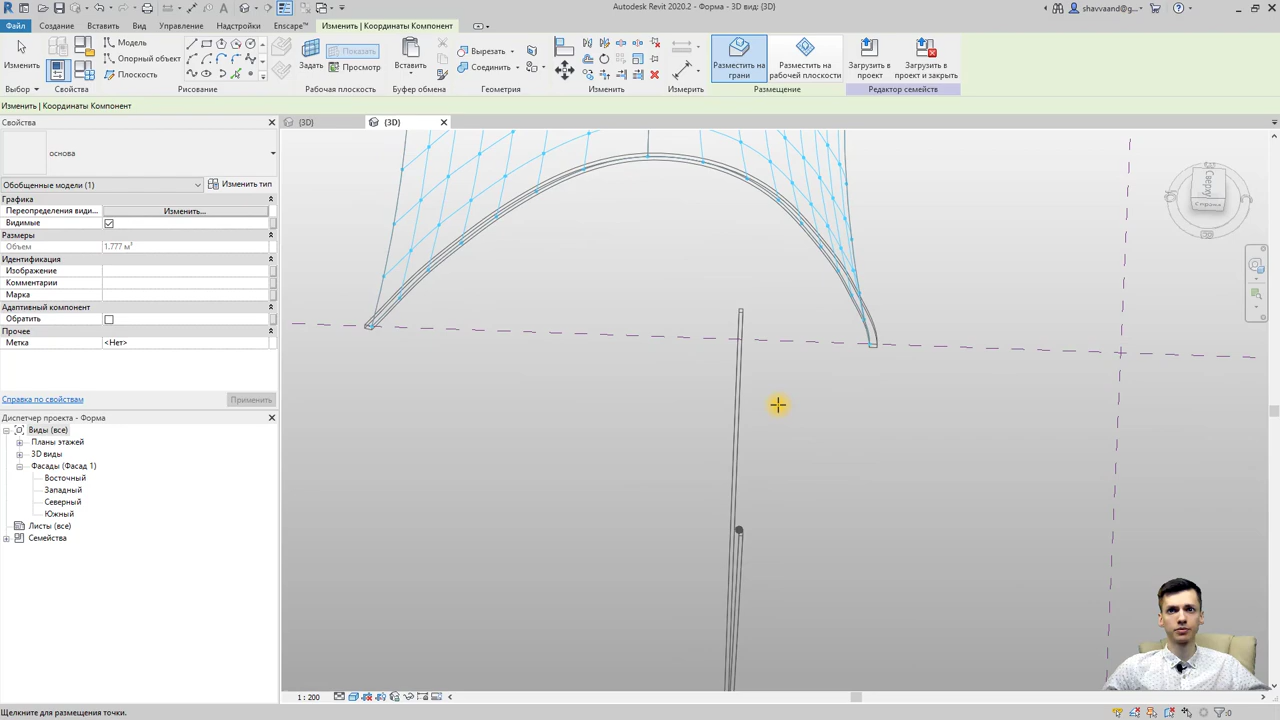 Autodesk Revit 2020.2 - Форма - 3D вид: {3D}
shavvaand@g...
Файл
Создание
Вставить
Вид
Управление
Надстройки
Enscape™
Изменить | Координаты Компонент
Изменить
Модель
Опорный объект
Плоскость
Задать
Показать
Просмотр
Вставить
Вырезать
Соединить
Разместить на грани
Разместить на рабочей плоскости
Загрузить в проект
Загрузить в проект и закрыть
Выбор
Свойства
Рисование
Рабочая плоскость
Буфер обмена
Геометрия
Изменить
Измерить
Размещение
Редактор семейств
Изменить | Координаты Компонент
Свойства
{3D}
{3D}
основа
Обобщенные модели (1)
Изменить тип
Графика
Переопределения види...
Изменить...
Видимые
Размеры
Объем
1.777 м³
Идентификация
Изображение
Комментарии
Марка
Адаптивный компонент
Обратить
Прочее
Метка
<Нет>
Справка по свойствам
Применить
Диспетчер проекта - Форма
Виды (все)
Планы этажей
3D виды
Фасады (Фасад 1)
Восточный
Западный
Северный
Южный
Листы (все)
Семейства
Сверху
Справа
1 : 200
Щелкните для размещения точки.
:0